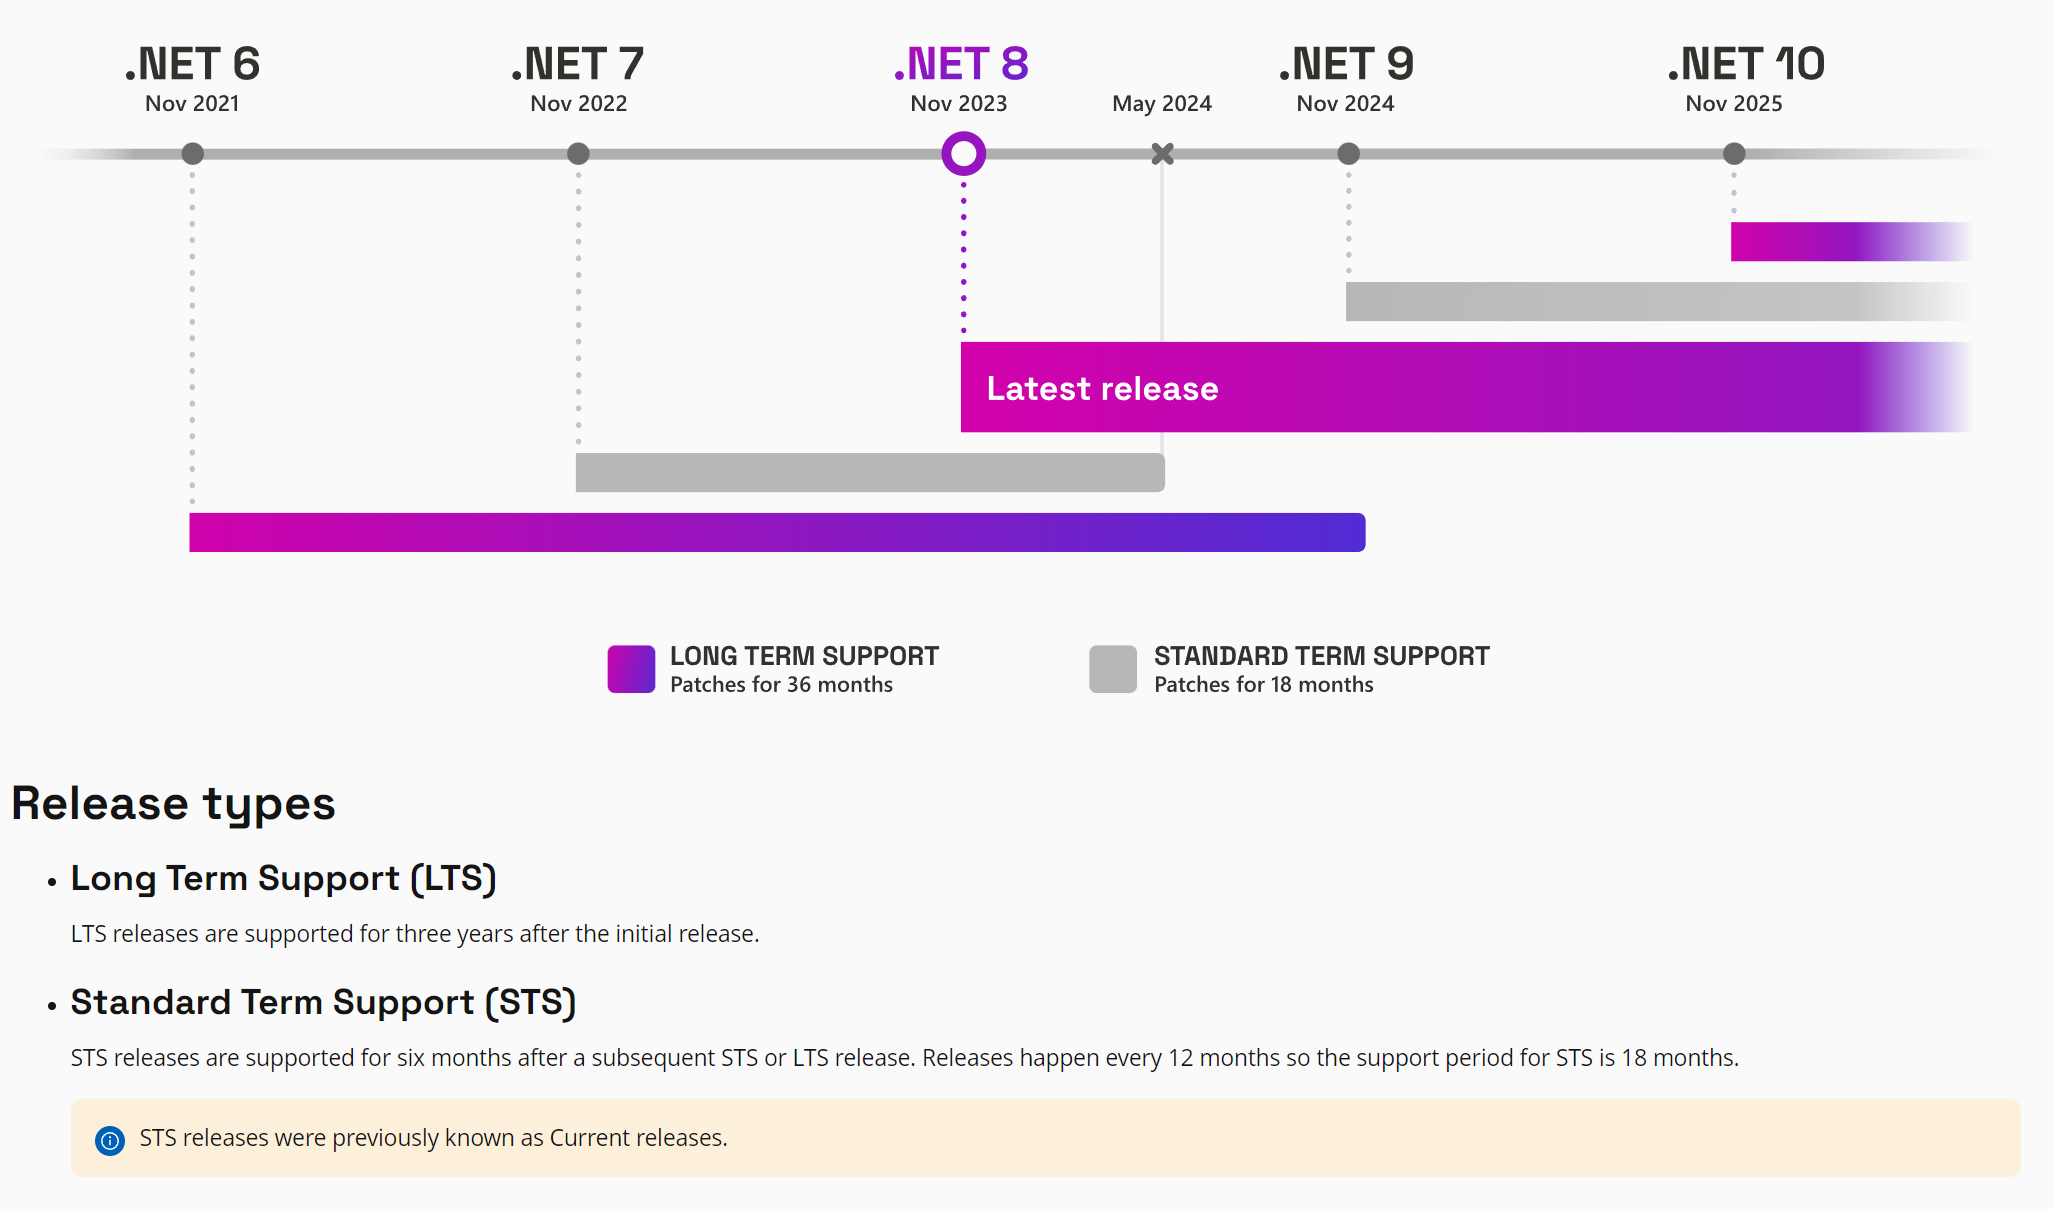 .NET 6
Nov 2021
.NET 7
Nov 2022
.NET 8
Nov 2023
May 2024
.NET 9
Nov 2024
.NET 10
Nov 2025
Latest release
LONG TERM SUPPORT
Patches for 36 months
STANDARD TERM SUPPORT
Patches for 18 months
Release types
• Long Term Support (LTS)
LTS releases are supported for three years after the initial release.
• Standard Term Support (STS)
STS releases are supported for six months after a subsequent STS or LTS release. Releases happen every 12 months so the support period for STS is 18 months.
STS releases were previously known as Current releases.